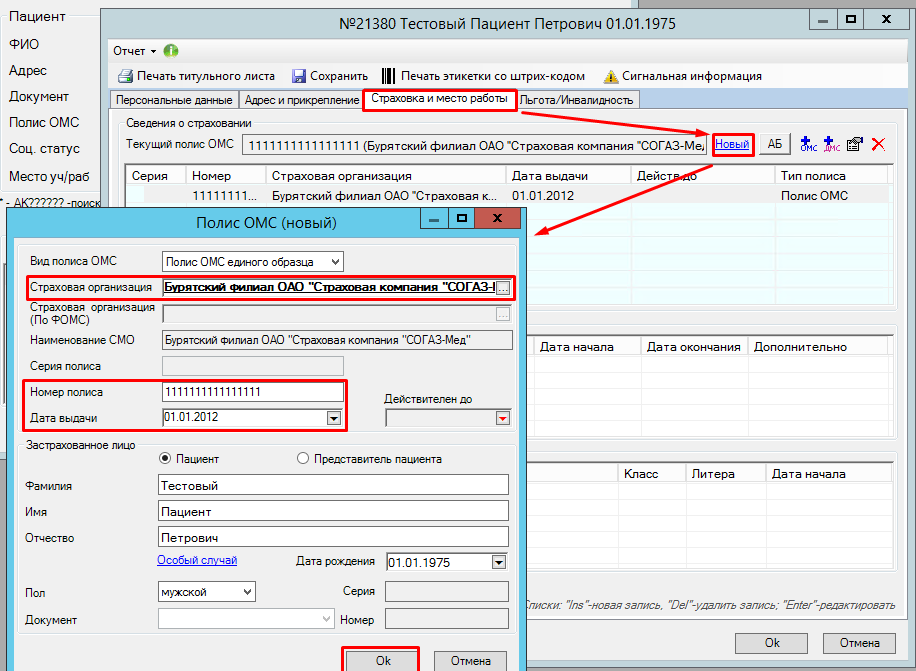 Пациент
ФИО
Адрес
Документ
Полис ОМС
Соц. статус
Место уч/раб
- АК?????? -поиск
№21380 Тестовый Пациент Петрович 01.01.1975
Отчет
Печать титульного листа Сохранить Печать этикетки со штрих-кодом Сигнальная информация
Персональные данные Адрес и прикрепление Страховка и место работы Льгота/Инвалидность
Сведения о страховании
Текущий полис ОМС 1111111111111111 (Бурятский филиал ОАО "Страховая компания "СОГАЗ-Мед Новый АБ ОМС ДМС
Серия Номер Страховая организация Дата выдачи Действ.до Тип полиса
11111111... Бурятский филиал ОАО "Страховая к... 01.01.2012 Полис ОМС
Дата начала Дата окончания Дополнительно
Класс Литера Дата начала
Списки: "Ins"-новая запись, "Del"-удалить запись; "Enter"-редактировать
Ok Отмена
Полис ОМС (новый)
Вид полиса ОМС Полис ОМС единого образца
Страховая организация Бурятский филиал ОАО "Страховая компания "СОГАЗ-М ...
Страховая организация
(По ФОМС) ...
Наименование СМО Бурятский филиал ОАО "Страховая компания "СОГАЗ-Мед"
Серия полиса
Номер полиса 1111111111111111
Действителен до
Дата выдачи 01.01.2012
Застрахованное лицо
Пациент Представитель пациента
Фамилия Тестовый
Имя Пациент
Отчество Петрович
Особый случай Дата рождения 01.01.1975
Пол мужской Серия
Документ Номер
Ok Отмена